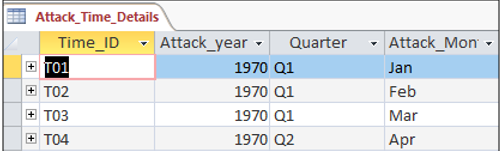 Attack_Time_Details
Time_ID Attack_year Quarter Attack_Mon
T01 1970 Q1 Jan
T02 1970 Q1 Feb
T03 1970 Q1 Mar
T04 1970 Q2 Apr